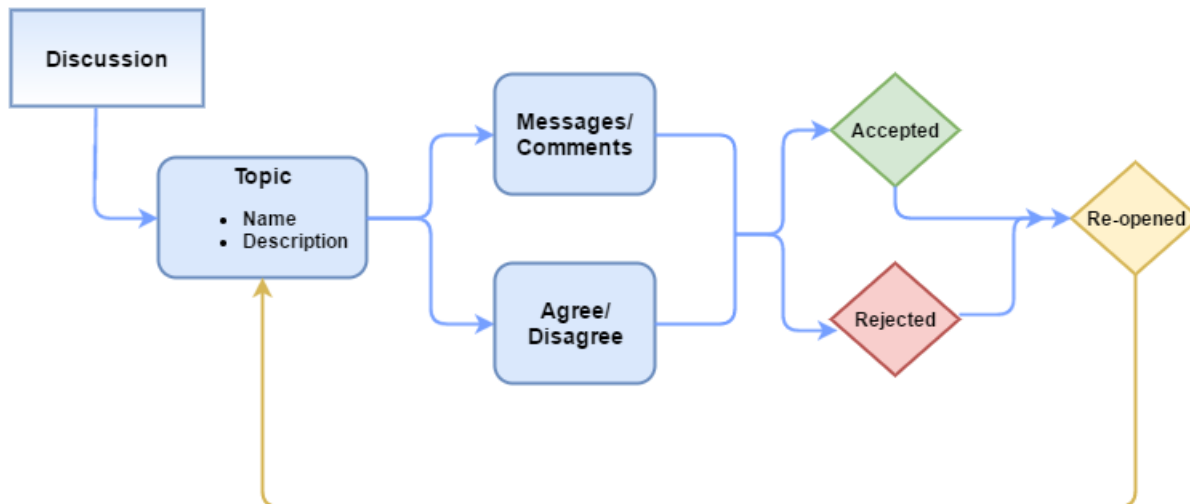 Discussion
Topic
• Name
• Description
Messages/
Comments
Agree/
Disagree
Accepted
Rejected
Re-opened